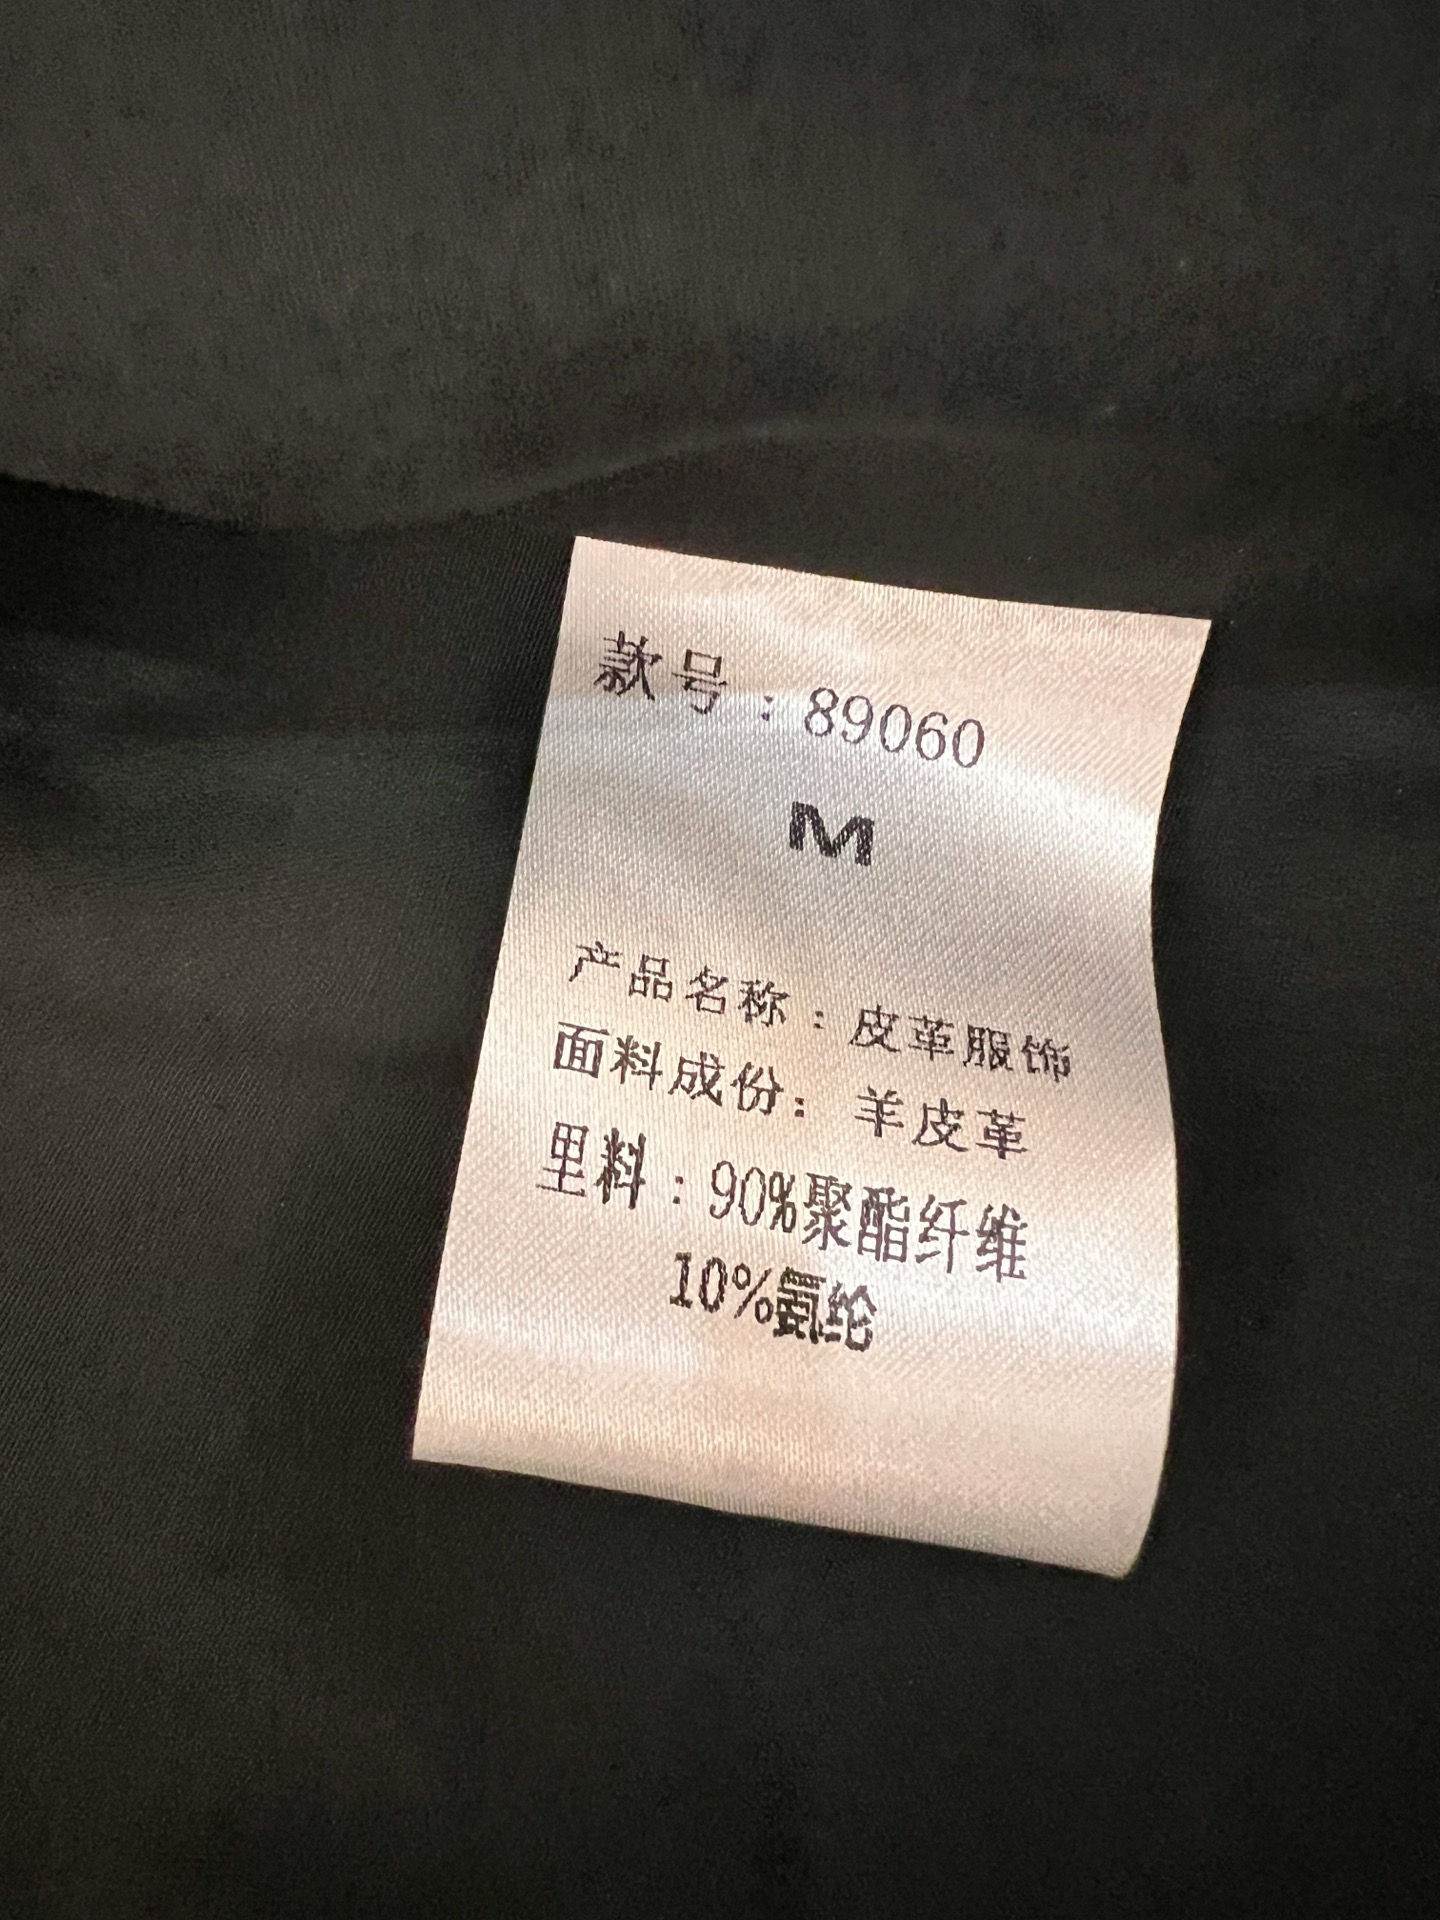 款号：89060
M
产品名称：皮革服饰
面料成份： 羊皮革
里料：90%聚酯纤维
10%氨纶